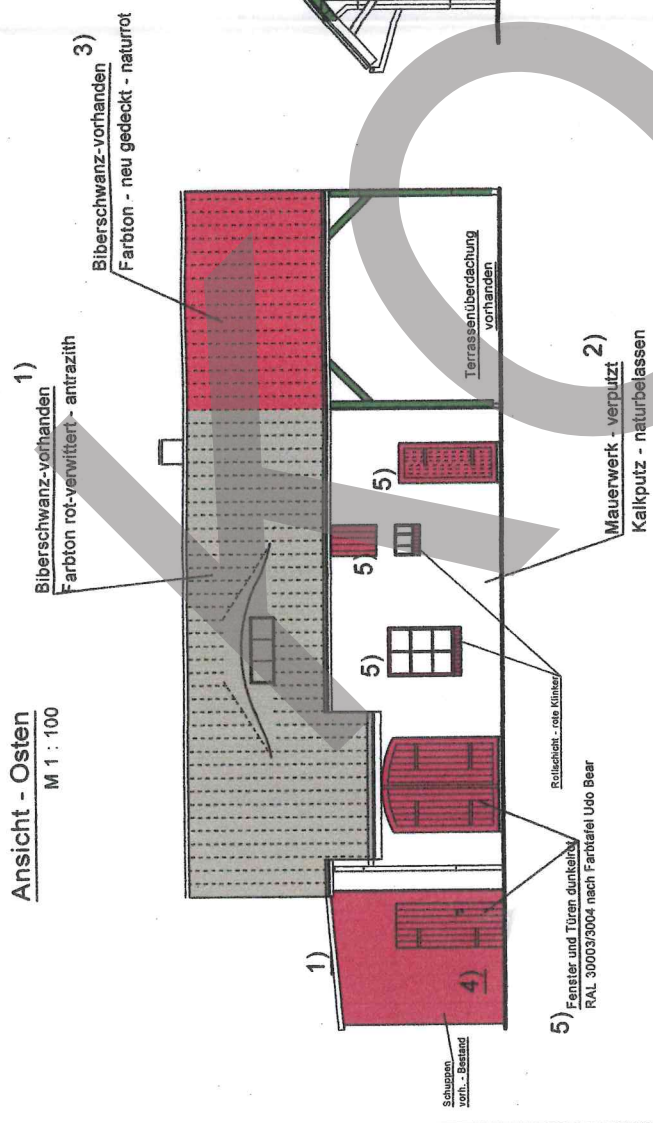 Ansicht - Osten
M 1 : 100
Biberschwanz-vorhanden
Farbton rot-verwittert - antrazith
1)
Biberschwanz-vorhanden
Farbton - neu gedeckt - naturrot
3)
1)
4)
5)
5)
5)
Terrassenüberdachung
vorhanden
Schuppen
vorh. - Bestand
5) Fenster und Türen dunkelrot
RAL 30003/3004 nach Farbtafel Udo Bear
Rollschicht - rote Klinker
Mauerwerk - verputzt
Kalkputz - naturbelassen
2)